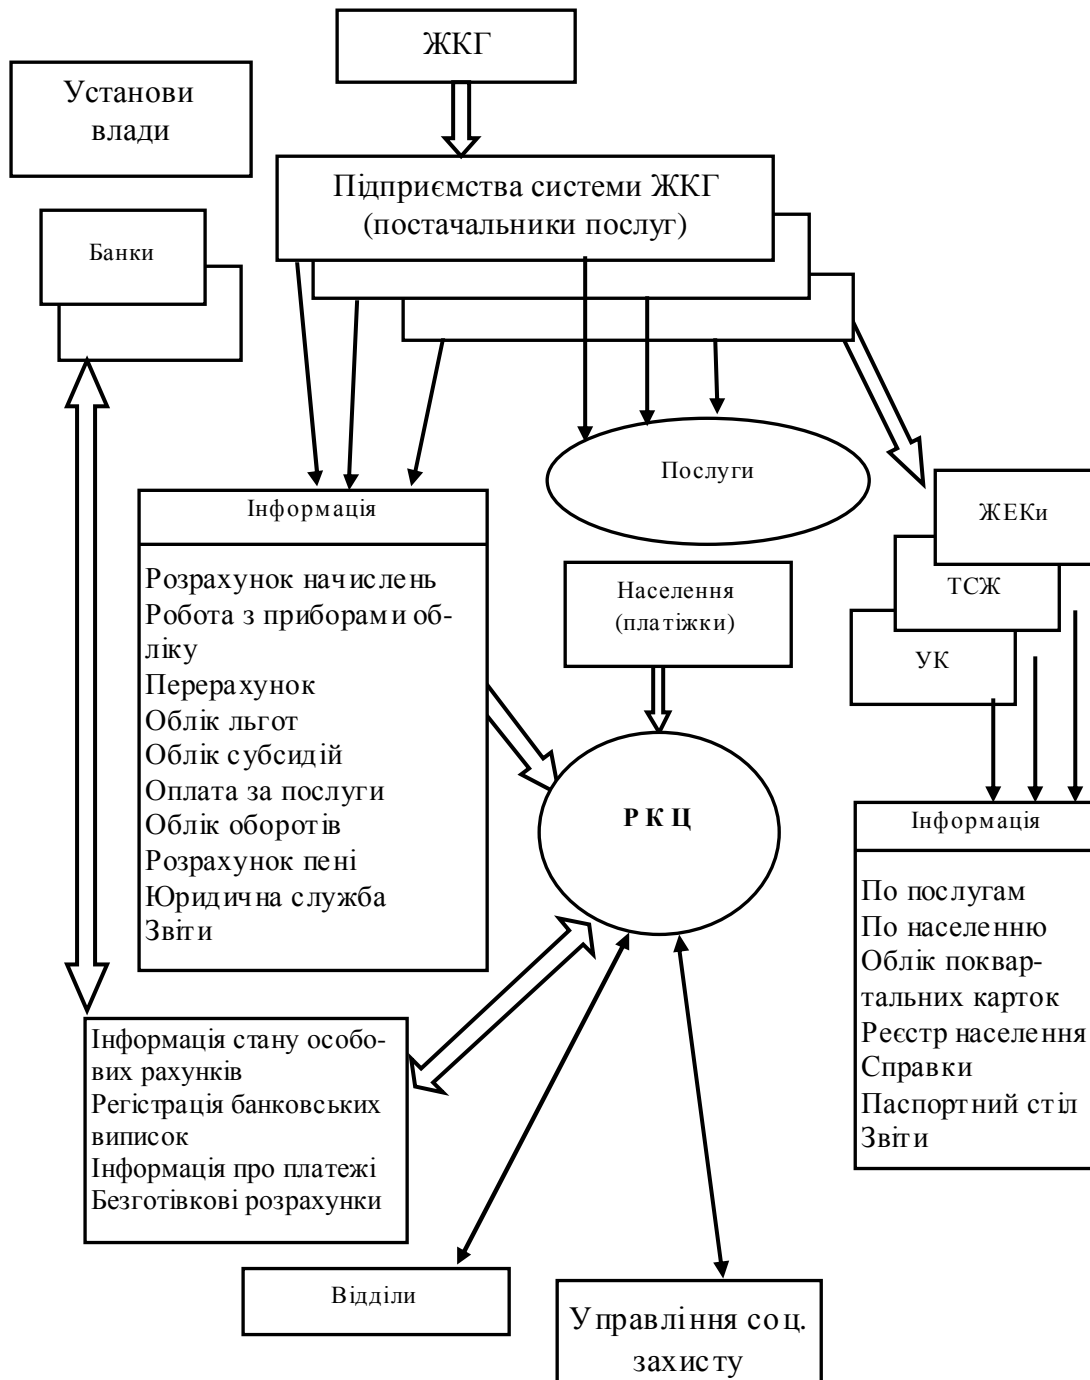 ЖКГ
Установи
влади
Підприємства системи ЖКГ
(постачальники послуг)
Банки
Послуги
Інформація
Розрахунок начислень
Робота з приборами об-
ліку
Перерахунок
Облік льгот
Облік субсидій
Оплата за послуги
Облік оборотів
Розрахунок пені
Юридична служба
Звіти
Населення
(платіжки)
ЖЕКи
ТСЖ
УК
Р К Ц
Інформація
По послугам
По населенню
Облік поквар-
тальних карток
Реєстр населення
Справки
Паспортний стіл
Звіти
Інформація стану особо-
вих рахунків
Регістрація банковських
виписок
Інформація про платежі
Безготівкові розрахунки
Відділи
Управління соц.
захисту